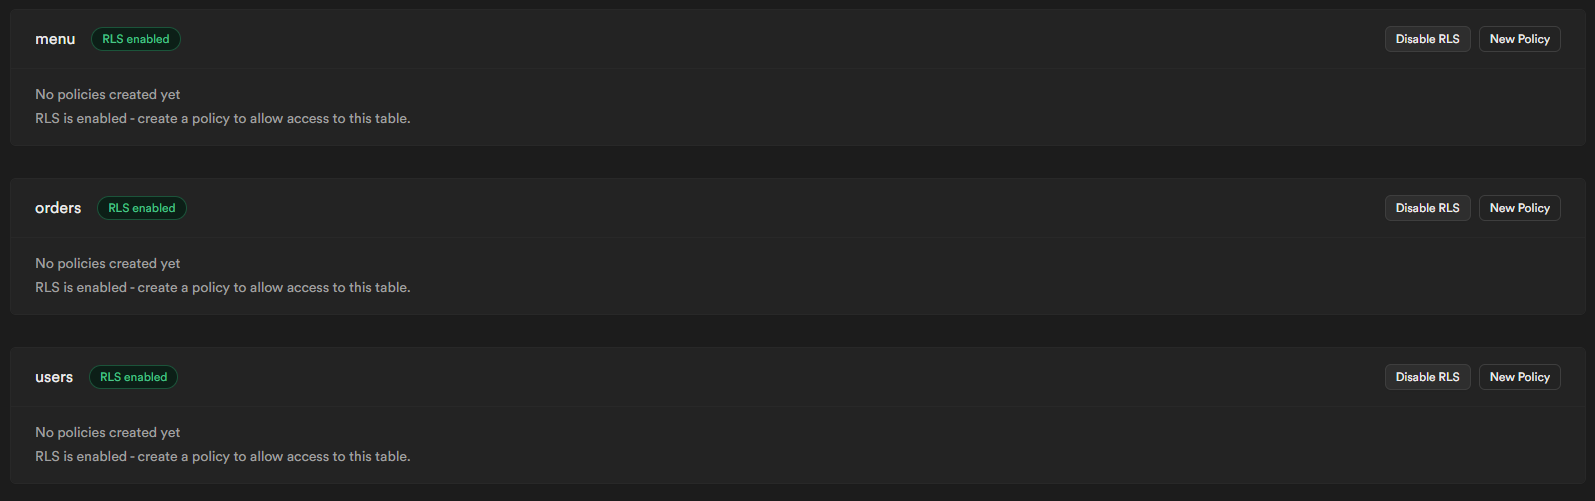 menu RLS enabled Disable RLS New Policy
No policies created yet
RLS is enabled - create a policy to allow access to this table.
orders RLS enabled Disable RLS New Policy
No policies created yet
RLS is enabled - create a policy to allow access to this table.
users RLS enabled Disable RLS New Policy
No policies created yet
RLS is enabled - create a policy to allow access to this table.